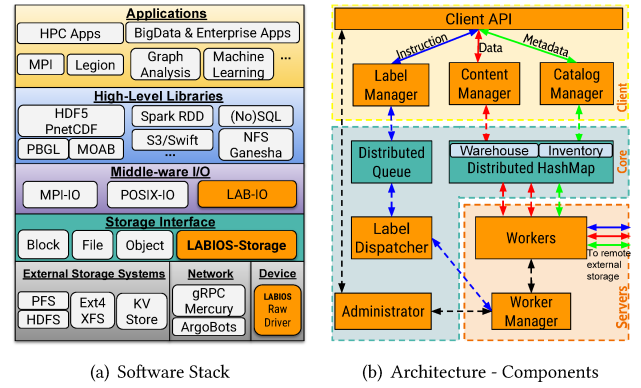 Applications
HPC Apps
BigData & Enterprise Apps
MPI
Legion
Graph
Analysis
Machine
Learning
...
High-Level Libraries
HDF5
PnetCDF
Spark RDD
(No)SQL
PBGL
MOAB
S3/Swift
NFS
Ganesha
...
Middle-ware I/O
MPI-IO
POSIX-IO
LAB-IO
Storage Interface
Block
File
Object
LABIOS-Storage
External Storage Systems
Network
Device
PFS
HDFS
Ext4
XFS
KV
Store
gRPC
Mercury
ArgoBots
LABIOS
Raw
Driver
(a) Software Stack
Client API
Instruction
Data
Metadata
Label
Manager
Content
Manager
Catalog
Manager
Client
Distributed
Queue
Warehouse
Inventory
Distributed HashMap
Core
Label
Dispatcher
Workers
To remote
external
storage
Administrator
Worker
Manager
Servers
(b) Architecture - Components